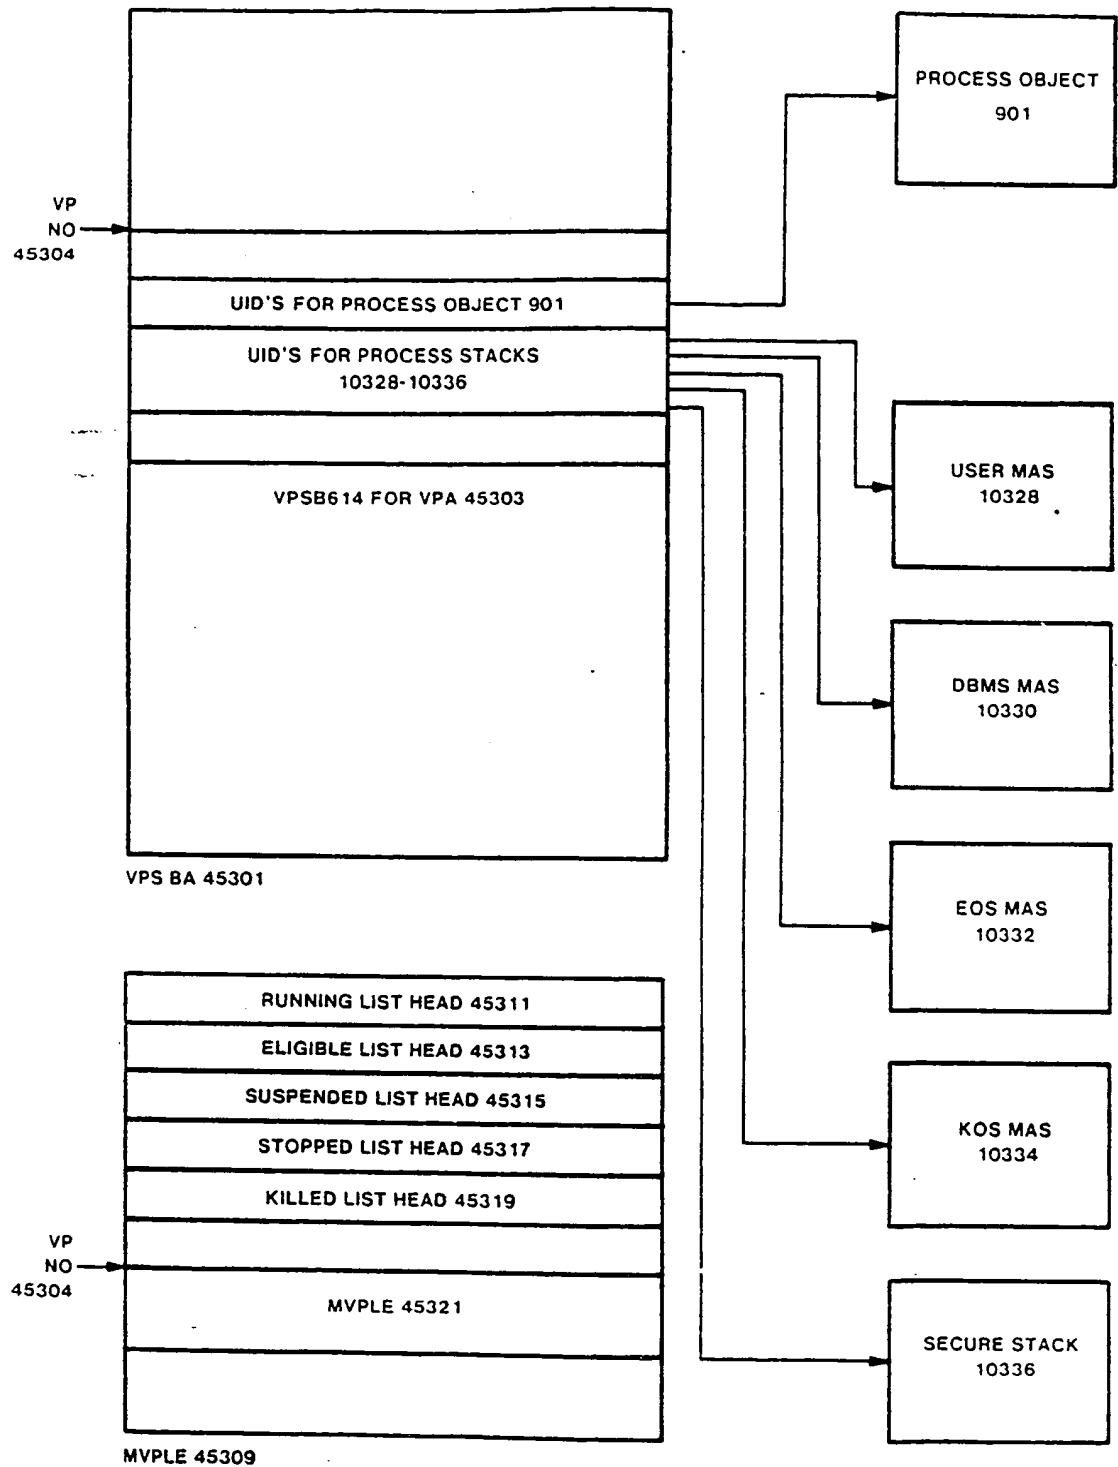 PROCESS OBJECT
901
VP
NO
45304
UID'S FOR PROCESS OBJECT 901
UID'S FOR PROCESS STACKS
10328-10336
VPSB614 FOR VPA 45303
USER MAS
10328
DBMS MAS
10330
VPS BA 45301
EOS MAS
10332
RUNNING LIST HEAD 45311
ELIGIBLE LIST HEAD 45313
SUSPENDED LIST HEAD 45315
STOPPED LIST HEAD 45317
KILLED LIST HEAD 45319
KOS MAS
10334
VP
NO
45304
MVPLE 45321
SECURE STACK
10336
MVPLE 45309